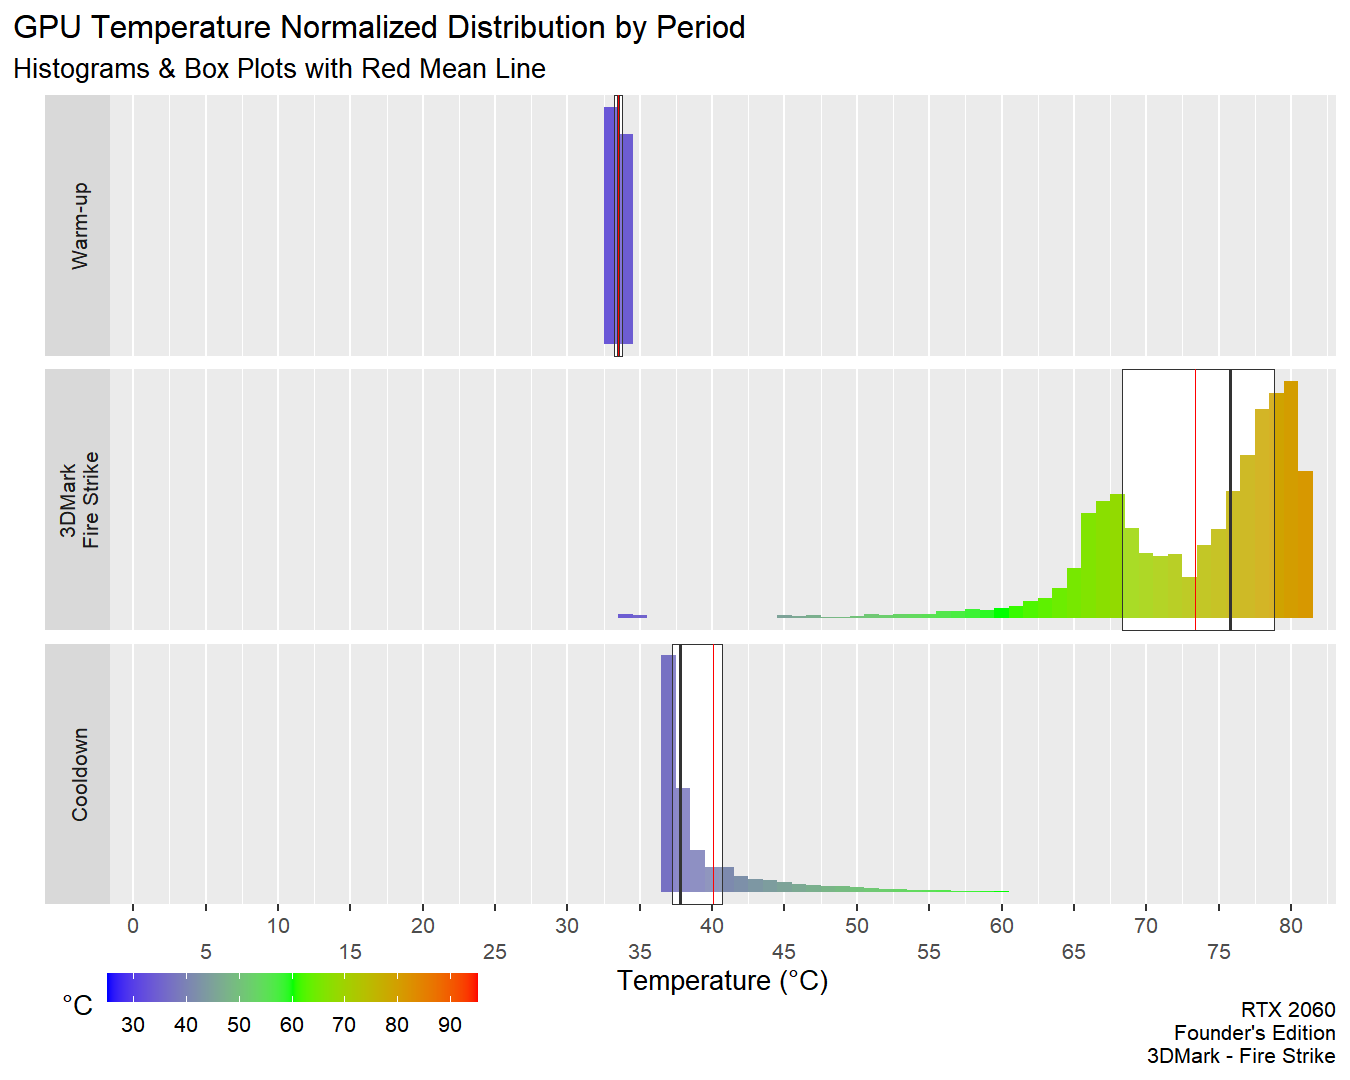 GPU Temperature Normalized Distribution by Period
Histograms & Box Plots with Red Mean Line
Warm-up
3DMark
Fire Strike
Cooldown
0 10 20 30 40 50 60 70 80
5 15 25 35 45 55 65 75
Temperature (°C)
°C
30 40 50 60 70 80 90
RTX 2060
Founder's Edition
3DMark - Fire Strike